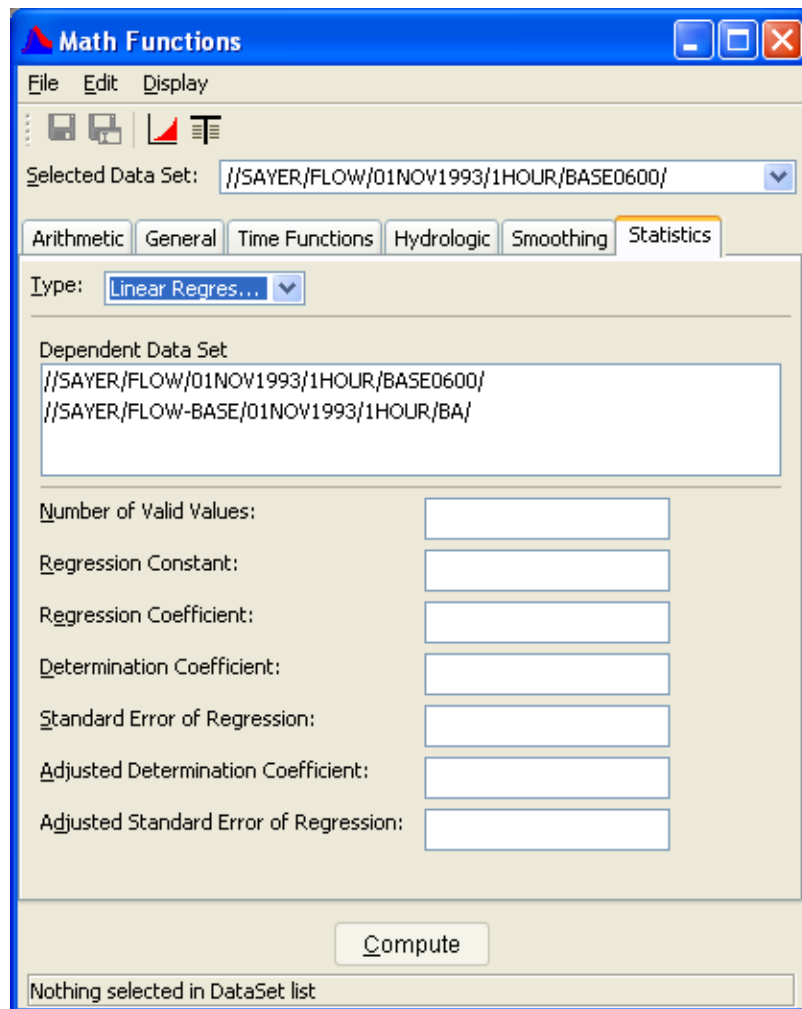 Math Functions
File Edit Display
Selected Data Set: //SAYER/FLOW/01NOV1993/1HOUR/BASE0600/
Arithmetic General Time Functions Hydrologic Smoothing Statistics
Type: Linear Regres...
Dependent Data Set
//SAYER/FLOW/01NOV1993/1HOUR/BASE0600/
//SAYER/FLOW-BASE/01NOV1993/1HOUR/BA/
Number of Valid Values:
Regression Constant:
Regression Coefficient:
Determination Coefficient:
Standard Error of Regression:
Adjusted Determination Coefficient:
Adjusted Standard Error of Regression:
Compute
Nothing selected in DataSet list